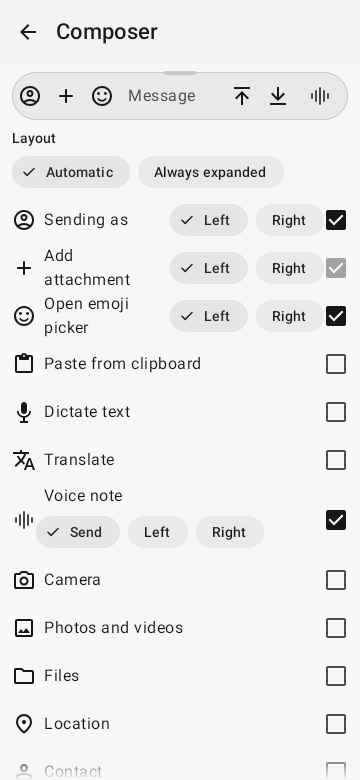 Composer
Message
Layout
Automatic Always expanded
Sending as Left Right
Add
attachment Left Right
Open emoji
picker Left Right
Paste from clipboard
Dictate text
Translate
Voice note
Send Left Right
Camera
Photos and videos
Files
Location
Contact